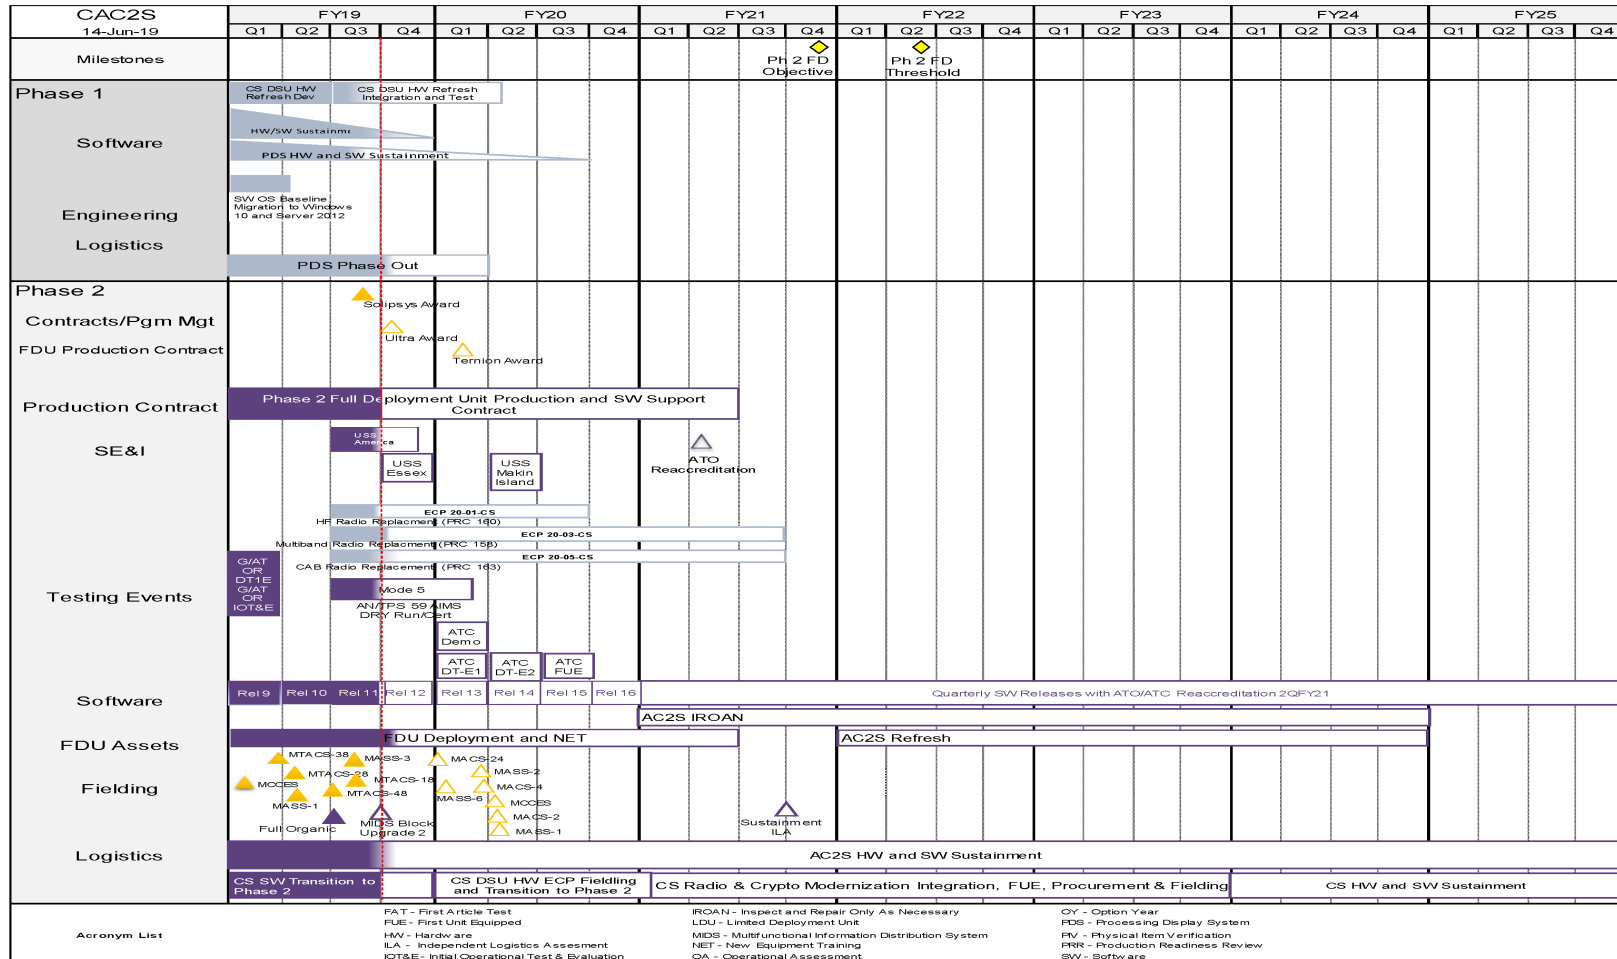 CAC2S
FY19 FY20 FY21 FY22 FY23 FY24 FY25
14-Jun-19
Q1 Q2 Q3 Q4 Q1 Q2 Q3 Q4 Q1 Q2 Q3 Q4 Q1 Q2 Q3 Q4 Q1 Q2 Q3 Q4 Q1 Q2 Q3 Q4 Q1 Q2 Q3 Q4
Milestones
Ph 2 FD
Objective
Ph 2 FD
Threshold
Phase 1
CS DSU HW
Refresh Dev
CS DSU HW Refresh
Integration and Test
Software
HW/SW Sustainme
PDS HW and SW Sustainment
SW OS Baseline
Migration to Windows
10 and Server 2012
Engineering
Logistics
PDS Phase Out
Phase 2
Solipsys Award
Contracts/Pgm Mgt
Ultra Award
FDU Production Contract
Ternion Award
Production Contract
Phase 2 Full Deployment Unit Production and SW Support
Contract
SE&I
USS
America
USS
Essex
USS
Makin
Island
ATO
Reaccreditation
ECP 20-01-CS
HF Radio Replacment (PRC 160)
ECP 20-03-CS
Multiband Radio Replacment (PRC 158)
ECP 20-05-CS
CAB Radio Replacement (PRC 163)
Testing Events
G/AT
OR
DT1E
G/AT
OR
IOT&E
Mode 5
AN/TPS 59 AIMS
DRY Run/Cert
ATC
Demo
ATC
DT-E1
ATC
DT-E2
ATC
FUE
Software
Rel 9 Rel 10 Rel 11 Rel 12 Rel 13 Rel 14 Rel 15 Rel 16
Quarterly SW Releases with ATO/ATC Reaccreditation 2QFY21
AC2S IROAN
FDU Assets
FDU Deployment and NET
AC2S Refresh
Fielding
MTACS-38
MASS-3
MACS-24
MTACS-28
MASS-2
MCCES
MTACS-18
MACS-4
MTACS-48
MASS-6
MASS-1
MCCES
MACS-2
MASS-1
Full Organic
MIDS Block
Upgrade 2
Sustainment
ILA
Logistics
AC2S HW and SW Sustainment
CS SW Transition to
Phase 2
CS DSU HW ECP Fieldling
and Transition to Phase 2
CS Radio & Crypto Modernization Integration, FUE, Procurement & Fielding
CS HW and SW Sustainment
Acronym List
FAT - First Article Test
FUE - First Unit Equipped
HW - Hardware
ILA - Independent Logistics Assesment
IOT&E - Initial Operational Test & Evaluation
IROAN - Inspect and Repair Only As Necessary
LDU - Limited Deployment Unit
MIDS - Multifunctional Information Distribution System
NET - New Equipment Training
OA - Operational Assessment
OY - Option Year
PDS - Processing Display System
PIV - Physical Item Verification
PRR - Production Readiness Review
SW - Software